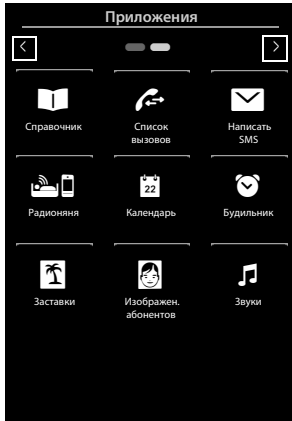 Приложения
Справочник
Список
вызовов
Написать
SMS
Радионяня
22
Календарь
Будильник
Заставки
Изображен.
абонентов
Звуки